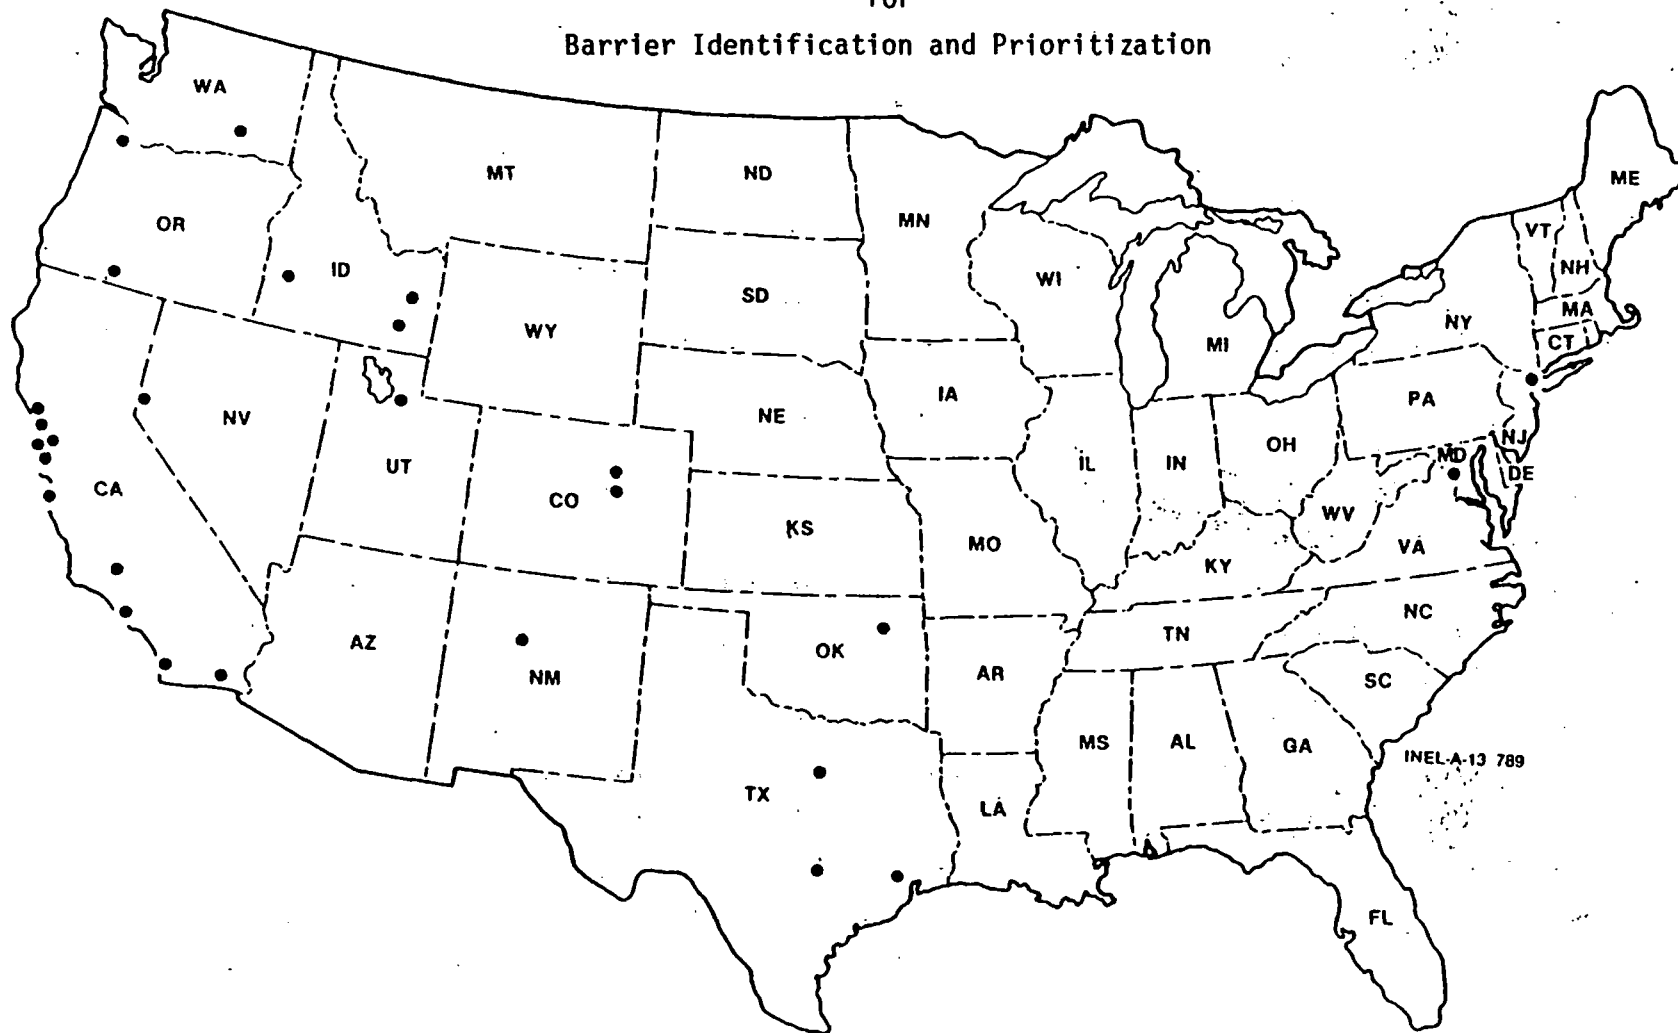 for
Barrier Identification and Prioritization
WA
MT
ND
MN
ME
OR
ID
SD
WI
VT
NH
WY
MI
NY
MA
CT
NV
UT
NE
IA
PA
CA
CO
KS
IL
IN
OH
NJ
MD
DE
MO
WV
VA
KY
AZ
NM
OK
TN
NC
AR
SC
TX
MS
AL
GA
INEL-A-13 789
LA
FL